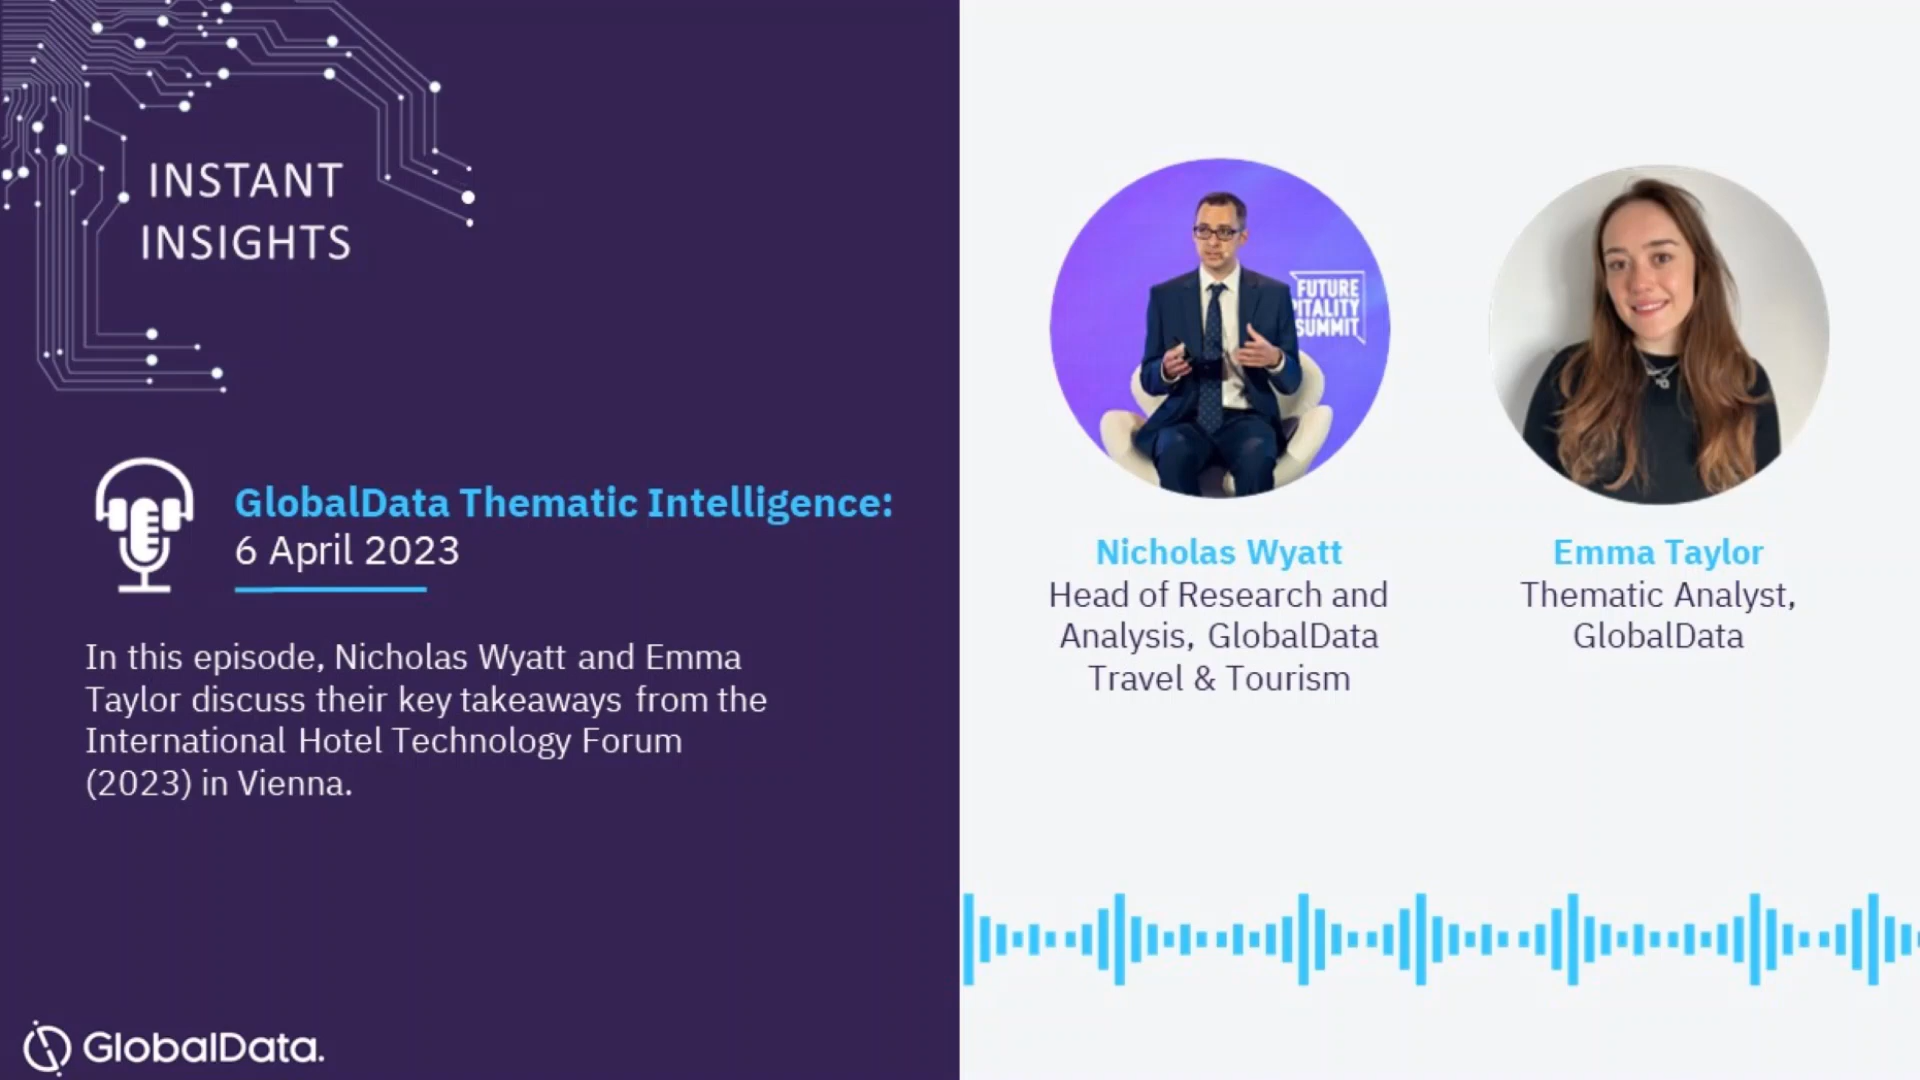 INSTANT
INSIGHTS
GlobalData Thematic Intelligence:
6 April 2023
In this episode, Nicholas Wyatt and Emma
Taylor discuss their key takeaways from the
International Hotel Technology Forum
(2023) in Vienna.
GlobalData.
FUTURE
PITALITY
SUMMIT
Nicholas Wyatt
Head of Research and
Analysis, GlobalData
Travel & Tourism
Emma Taylor
Thematic Analyst,
GlobalData